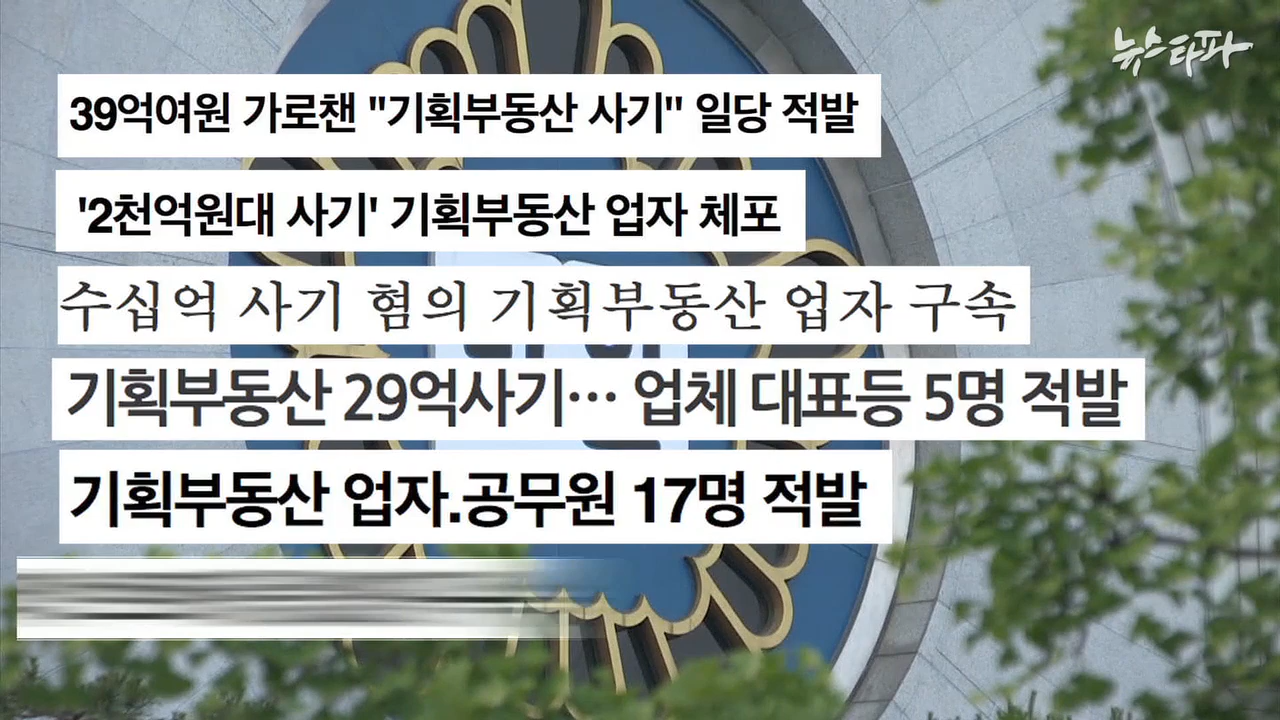 뉴스타파
39억여원 가로챈 "기획부동산 사기" 일당 적발
'2천억원대 사기' 기획부동산 업자 체포
수십억 사기 혐의 기획부동산 업자 구속
기획부동산 29억사기… 업체 대표등 5명 적발
기획부동산 업자.공무원 17명 적발